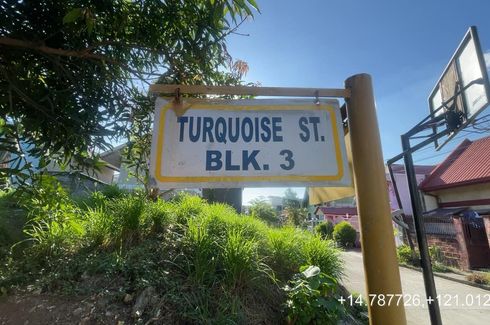 TURQUOISE ST.
BLK. 3
+14.787726,+121.012